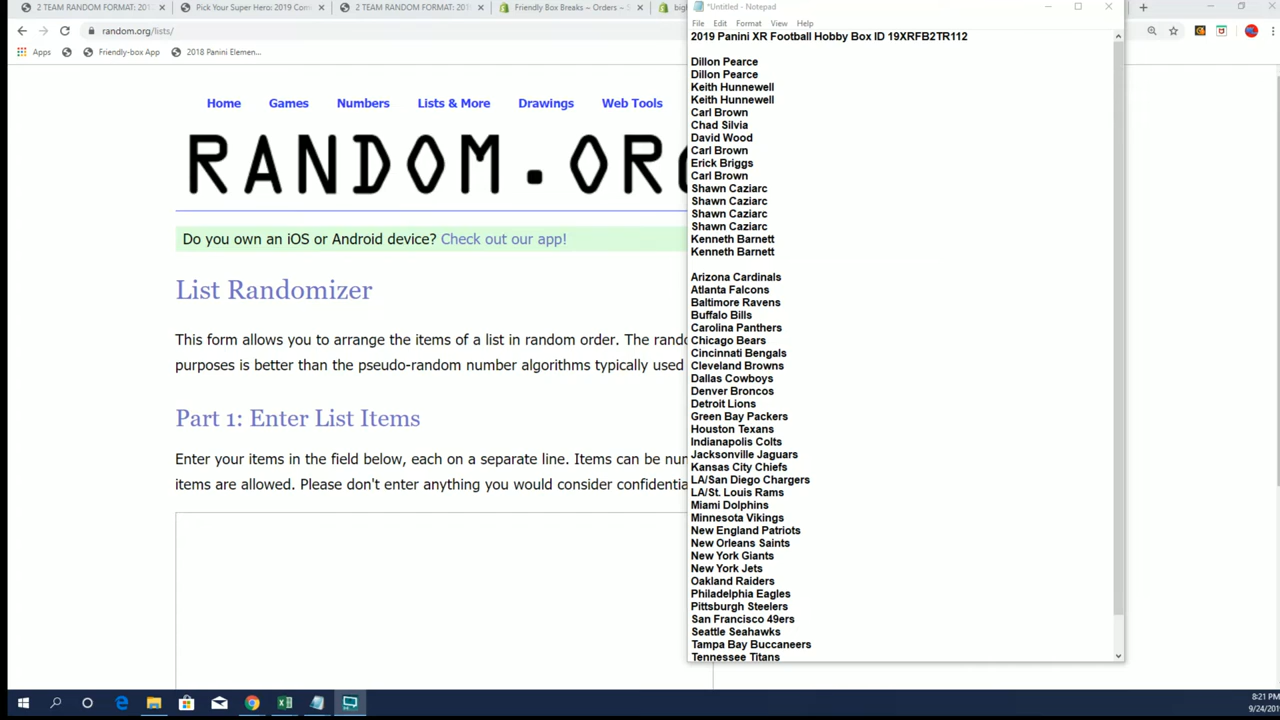 2 TEAM RANDOM FORMAT: 201
Pick Your Super Hero: 2019 Com
2 TEAM RANDOM FORMAT: 201
Friendly Box Breaks ~ Orders ~ S
*Untitled - Notepad
random.org/lists/
Apps
Friendly-box App
2018 Panini Elemen...
File Edit Format View Help
2019 Panini XR Football Hobby Box ID 19XRFB2TR112
Dillon Pearce
Dillon Pearce
Keith Hunnewell
Keith Hunnewell
Carl Brown
Chad Silvia
David Wood
Carl Brown
Erick Briggs
Carl Brown
Shawn Caziarc
Shawn Caziarc
Shawn Caziarc
Shawn Caziarc
Kenneth Barnett
Kenneth Barnett
Arizona Cardinals
Atlanta Falcons
Baltimore Ravens
Buffalo Bills
Carolina Panthers
Chicago Bears
Cincinnati Bengals
Cleveland Browns
Dallas Cowboys
Denver Broncos
Detroit Lions
Green Bay Packers
Houston Texans
Indianapolis Colts
Jacksonville Jaguars
Kansas City Chiefs
LA/San Diego Chargers
LA/St. Louis Rams
Miami Dolphins
Minnesota Vikings
New England Patriots
New Orleans Saints
New York Giants
New York Jets
Oakland Raiders
Philadelphia Eagles
Pittsburgh Steelers
San Francisco 49ers
Seattle Seahawks
Tampa Bay Buccaneers
Tennessee Titans
Home Games Numbers Lists & More Drawings Web Tools
RANDOM.ORG
Do you own an iOS or Android device? Check out our app!
List Randomizer
This form allows you to arrange the items of a list in random order. The rando
purposes is better than the pseudo-random number algorithms typically used
Part 1: Enter List Items
Enter your items in the field below, each on a separate line. Items can be num
items are allowed. Please don't enter anything you would consider confidentia
8:21 PM
9/24/201